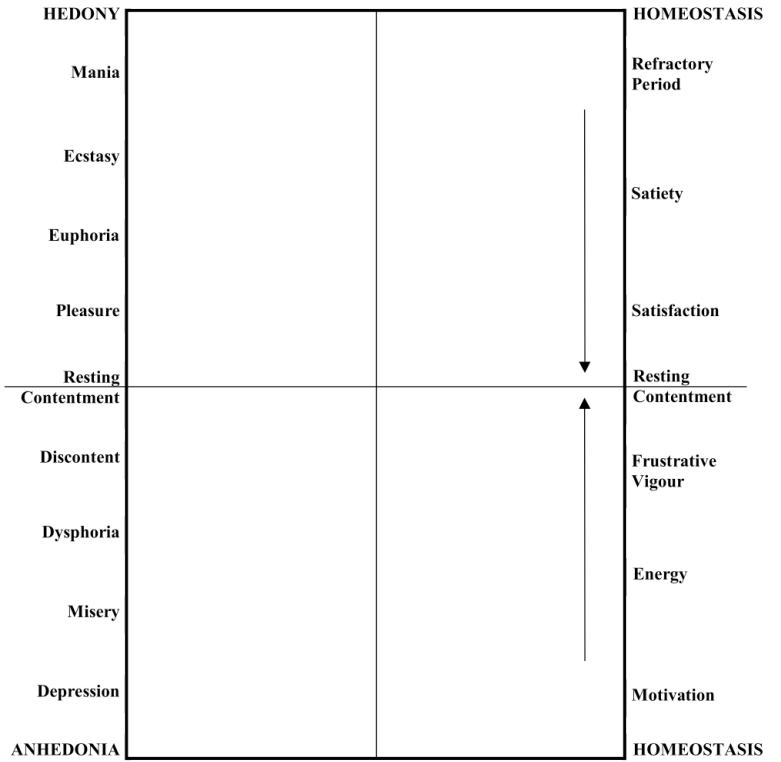 HEDONY
Mania
Ecstasy
Euphoria
Pleasure
Resting
Contentment
Discontent
Dysphoria
Misery
Depression
ANHEDONIA
HOMEOSTASIS
Refractory
Period
Satiety
Satisfaction
Resting
Contentment
Frustrative
Vigour
Energy
Motivation
HOMEOSTASIS